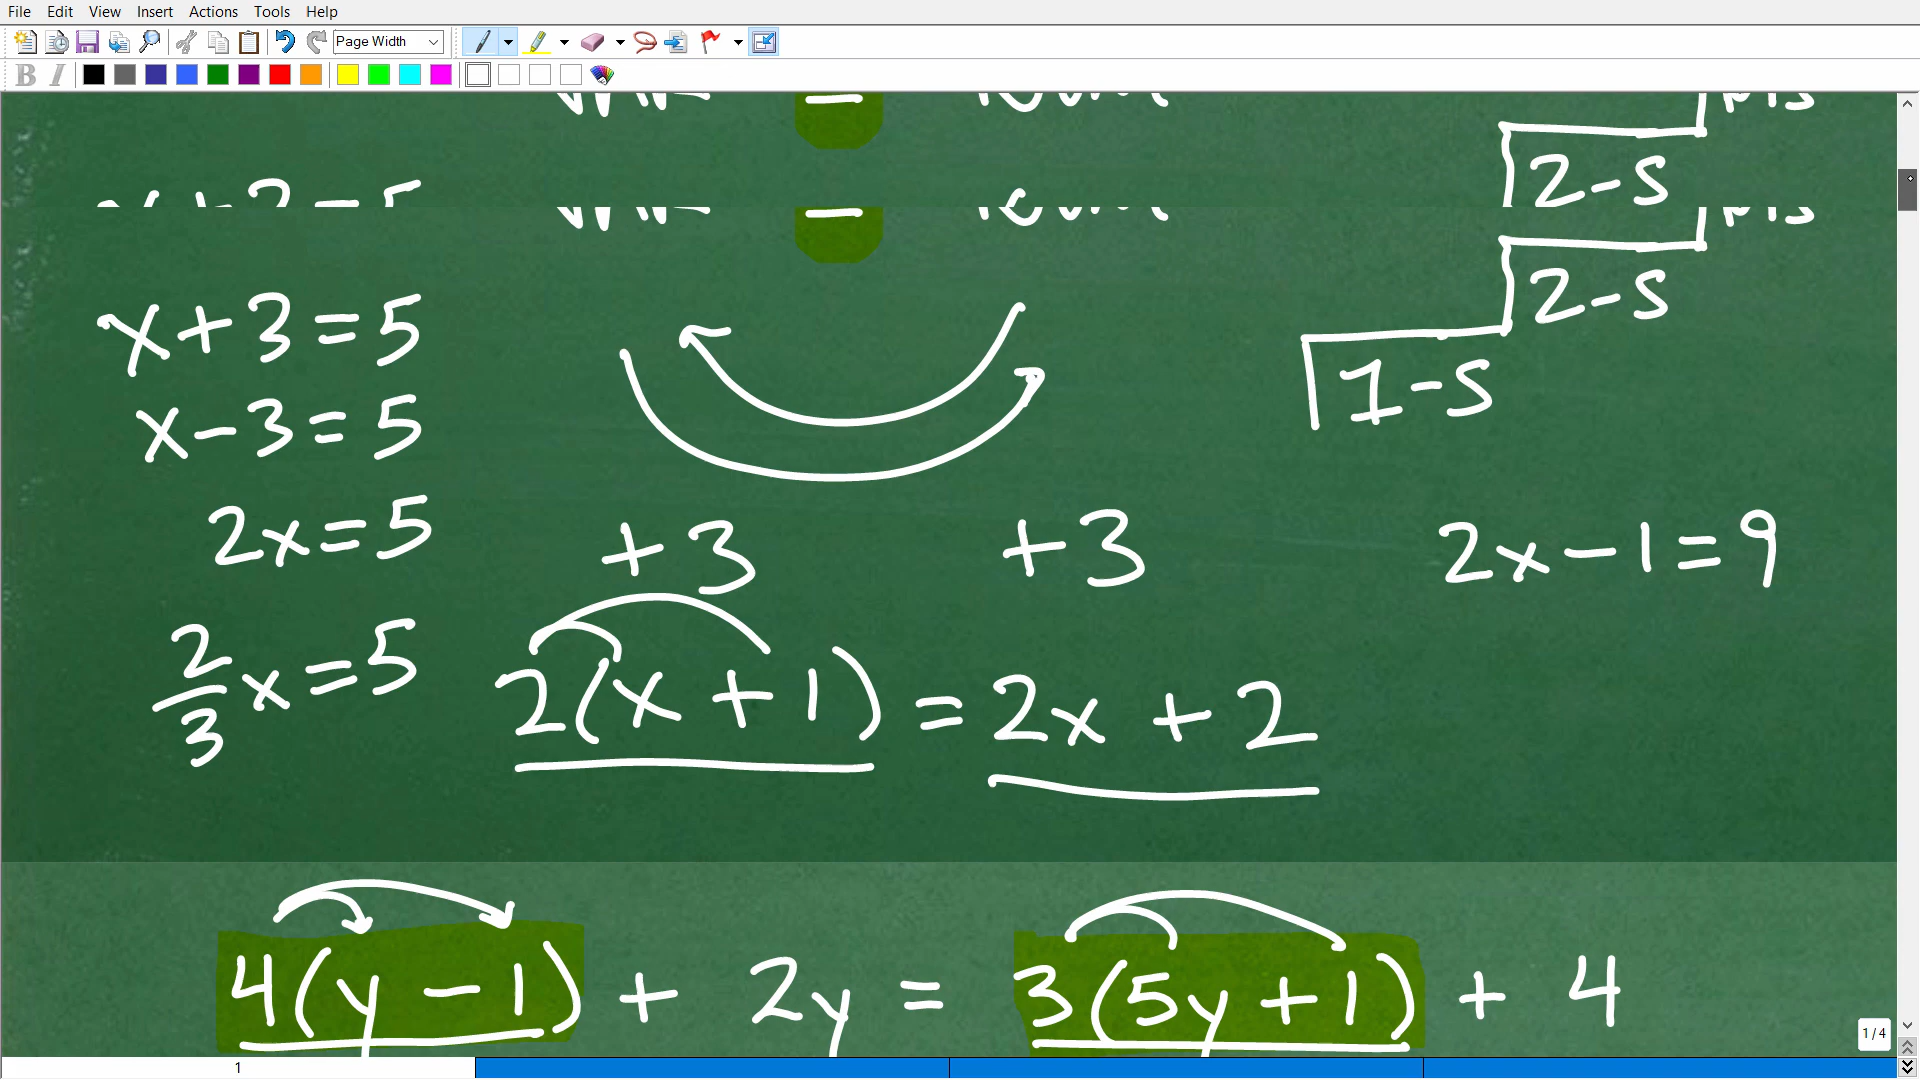 File Edit View Insert Actions Tools Help
Page Width
B I
2-S
x+3=5
2-S
x-3=5
1-S
2x=5
+3 +3
2x-1=9
2/3 x=5
2(x+1)=2x+2
4(y-1)+2y=3(5y+1)+4
1/4
1